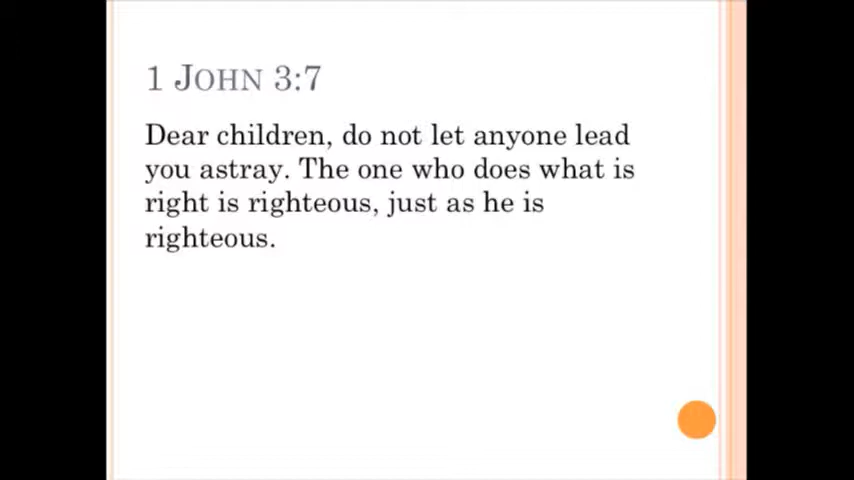 1 John 3:7
Dear children, do not let anyone lead
you astray. The one who does what is
right is righteous, just as he is
righteous.